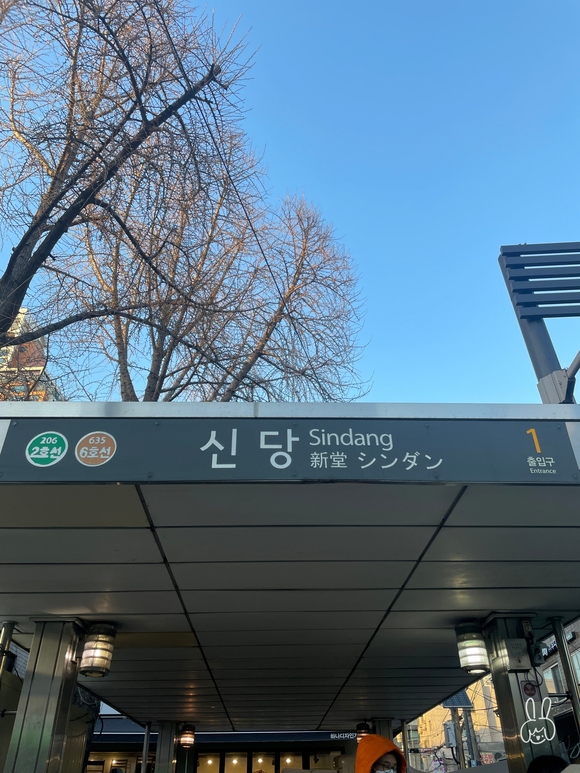 206
2호선
635
6호선
신당 Sindang
新堂 シンダン
1
출입구
Entrance